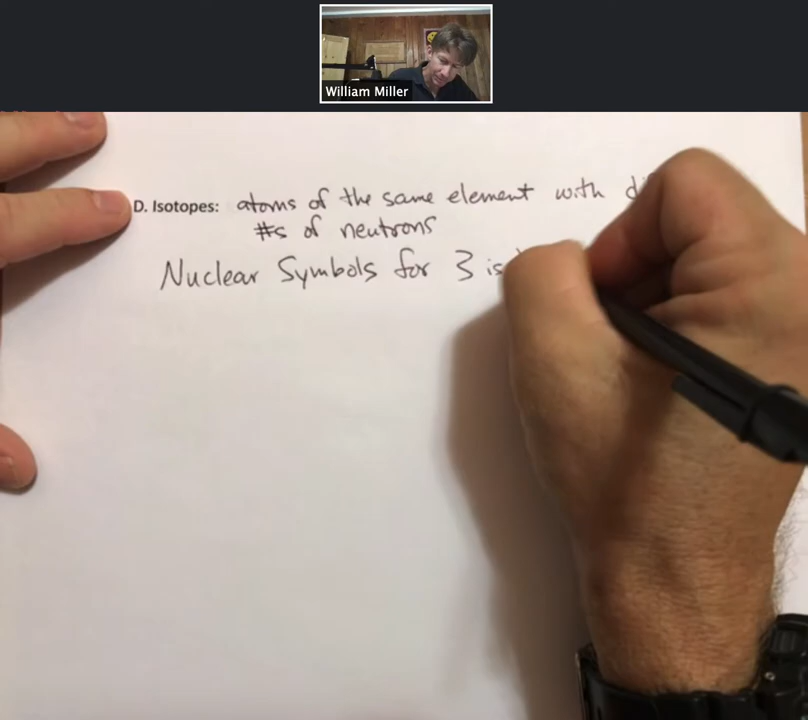 William Miller
D. Isotopes: atoms of the same element with
#s of neutrons
Nuclear Symbols for 3